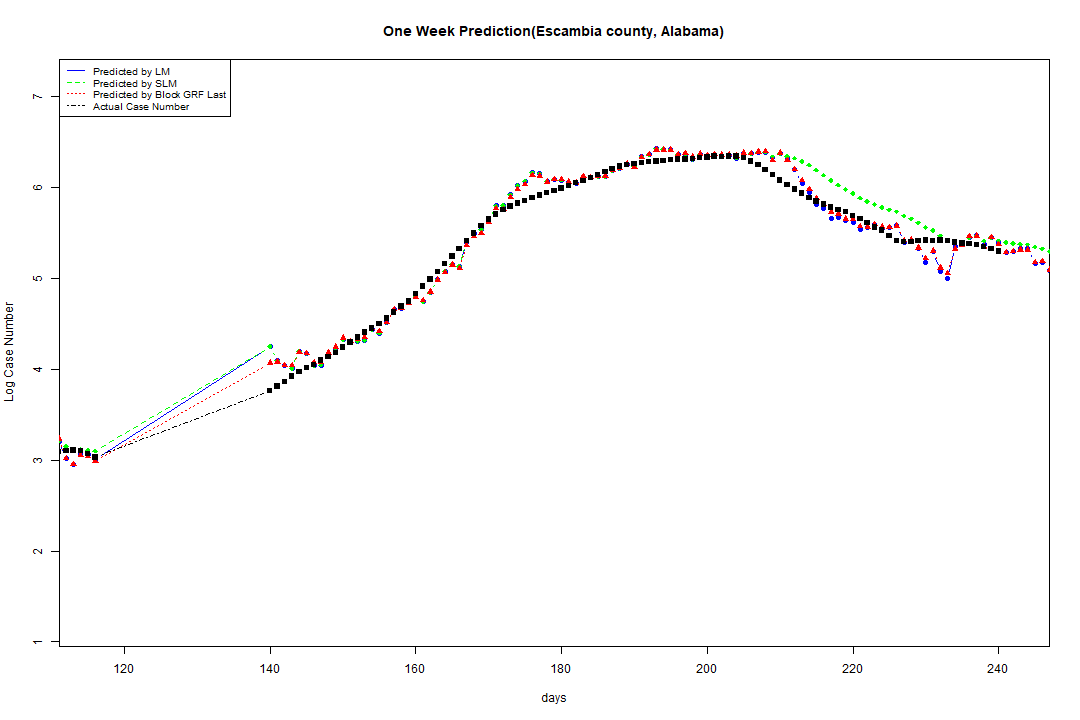 One Week Prediction(Escambia county, Alabama)
Predicted by LM
Predicted by SLM
Predicted by Block GRF Last
Actual Case Number
7
6
5
4
3
2
1
Log Case Number
120 140 160 180 200 220 240
days